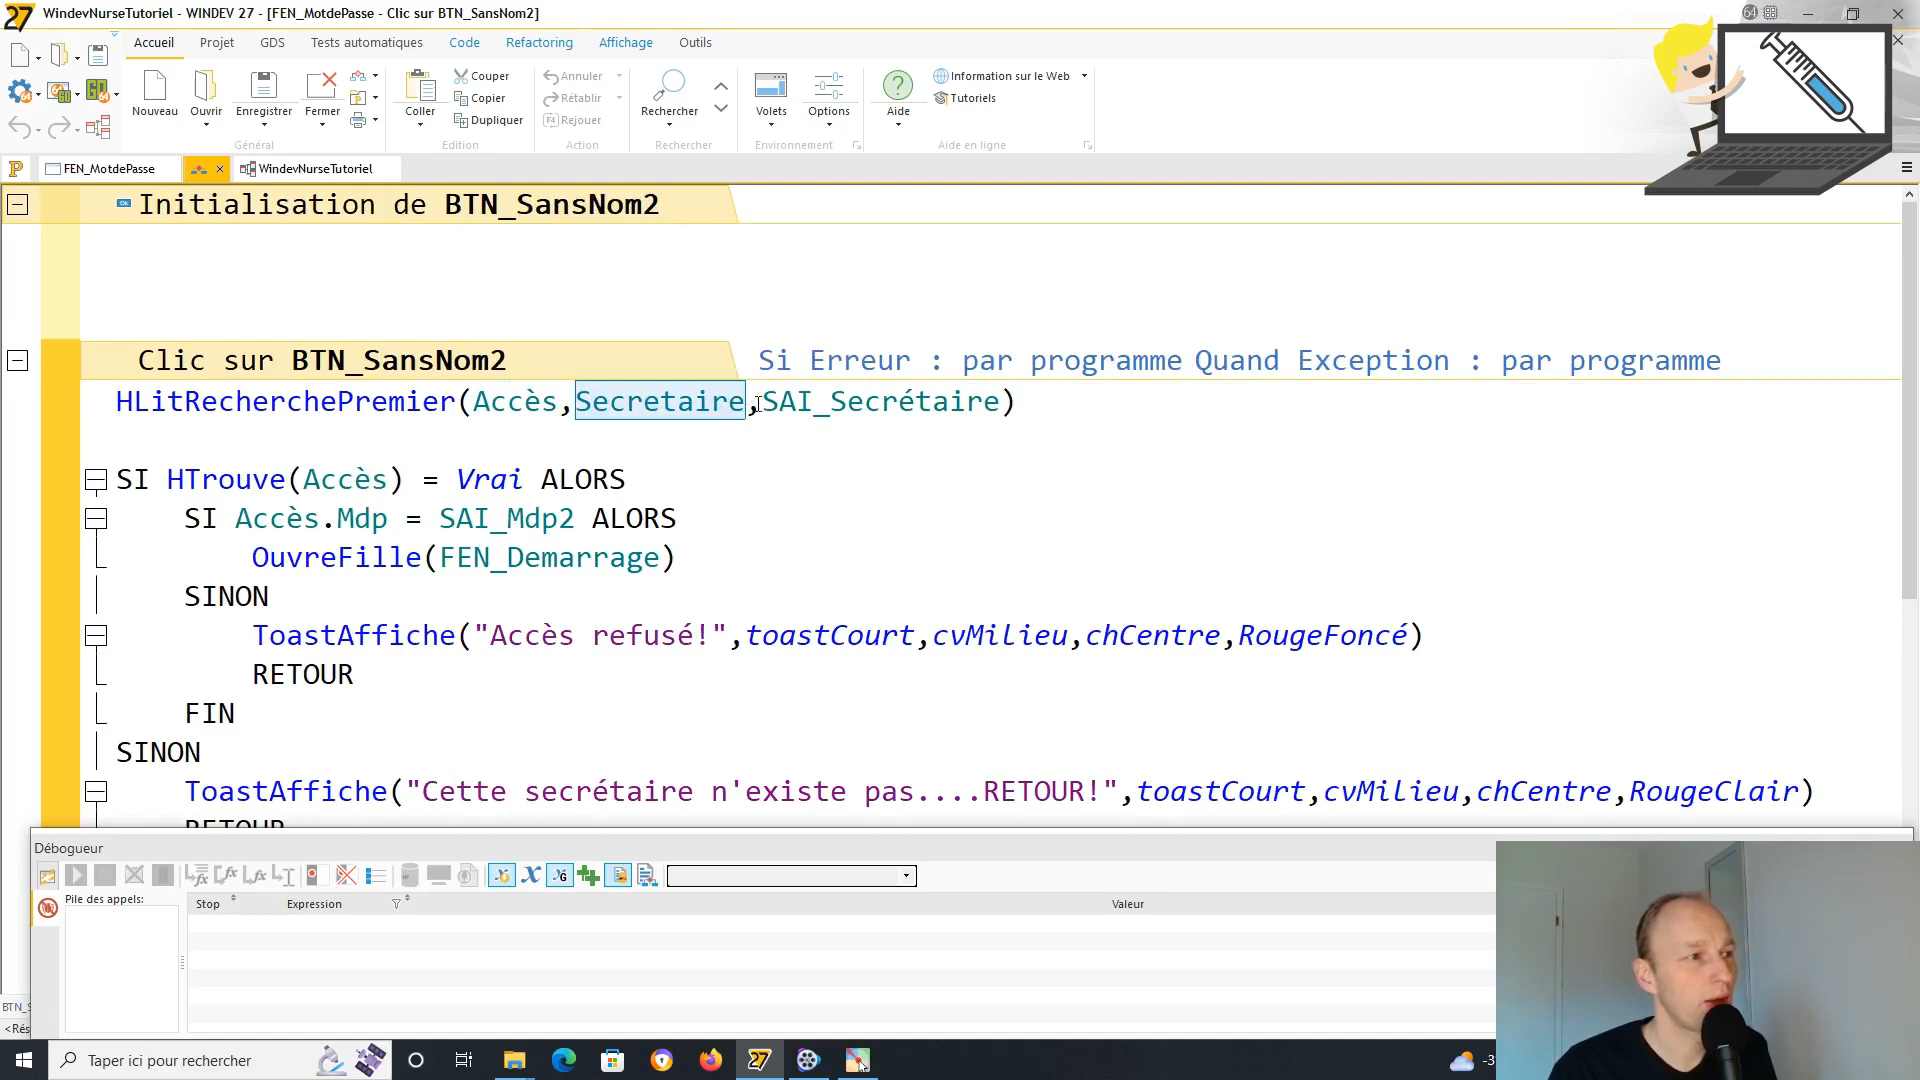 27 WindevNurseTutoriel - WINDEV 27 - [FEN_MotdePasse - Clic sur BTN_SansNom2]
Accueil Projet GDS Tests automatiques Code Refactoring Affichage Outils
Nouveau Ouvrir Enregistrer Fermer
Coller Couper Copier Dupliquer
Annuler Rétablir Rejouer
Rechercher Volets Options Aide
Information sur le Web
Tutoriels
Général Edition Action Rechercher Environnement Aide en ligne
FEN_MotdePasse WindevNurseTutoriel
Initialisation de BTN_SansNom2
Clic sur BTN_SansNom2 Si Erreur : par programme Quand Exception : par programme
HLitRecherchePremier(Accès,Secretaire,SAI_Secrétaire)
SI HTrouve(Accès) = Vrai ALORS
SI Accès.Mdp = SAI_Mdp2 ALORS
OuvreFille(FEN_Demarrage)
SINON
ToastAffiche("Accès refusé!",toastCourt,cvMilieu,chCentre,RougeFoncé)
RETOUR
FIN
SINON
ToastAffiche("Cette secrétaire n'existe pas....RETOUR!",toastCourt,cvMilieu,chCentre,RougeClair)
RETOUR
Débogueur
Pile des appels: Stop Expression Valeur
Taper ici pour rechercher
27